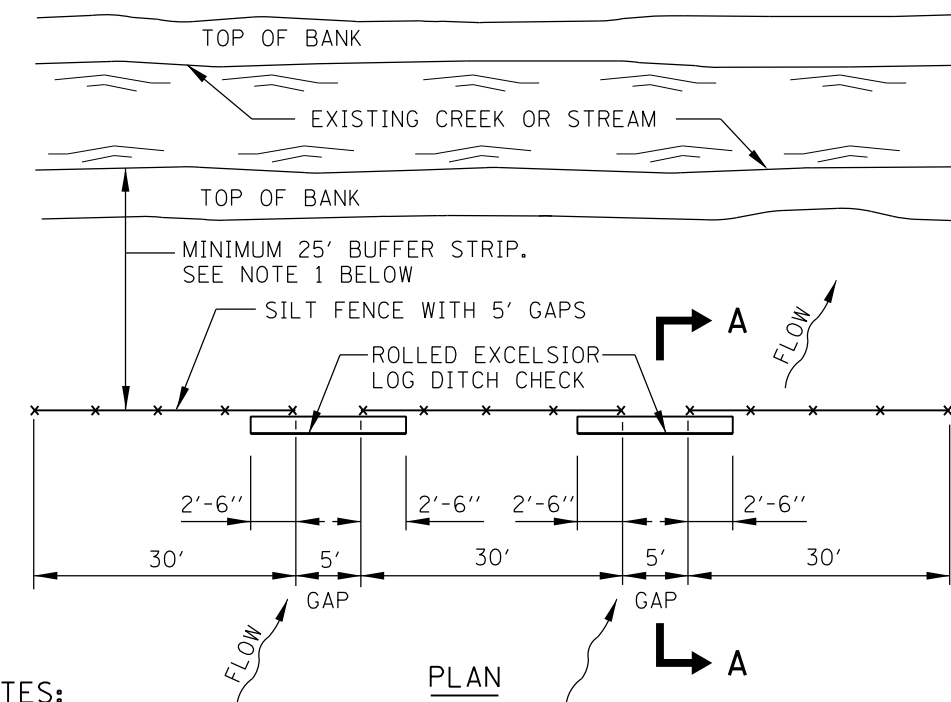 TOP OF BANK
EXISTING CREEK OR STREAM
TOP OF BANK
MINIMUM 25' BUFFER STRIP.
SEE NOTE 1 BELOW
SILT FENCE WITH 5' GAPS
A
FLOW
ROLLED EXCELSIOR
LOG DITCH CHECK
2'-6" 2'-6" 2'-6" 2'-6"
30' 5' 30' 5' 30'
GAP GAP
FLOW
A
PLAN
TES: